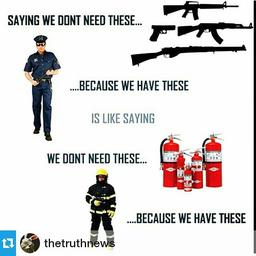 SAYING WE DONT NEED THESE...
....BECAUSE WE HAVE THESE
IS LIKE SAYING
WE DONT NEED THESE...
....BECAUSE WE HAVE THESE
thetruthnews